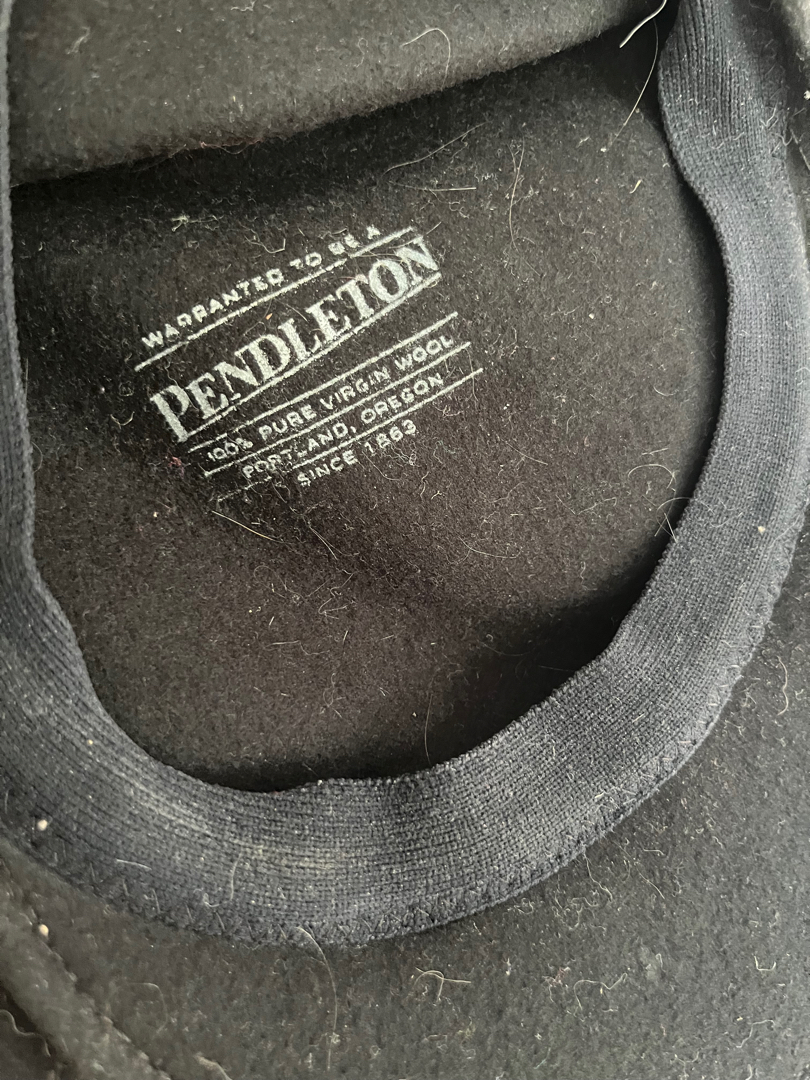 WARRANTED TO BE A
PENDLETON
100% PURE VIRGIN WOOL
PORTLAND, OREGON
SINCE 1863